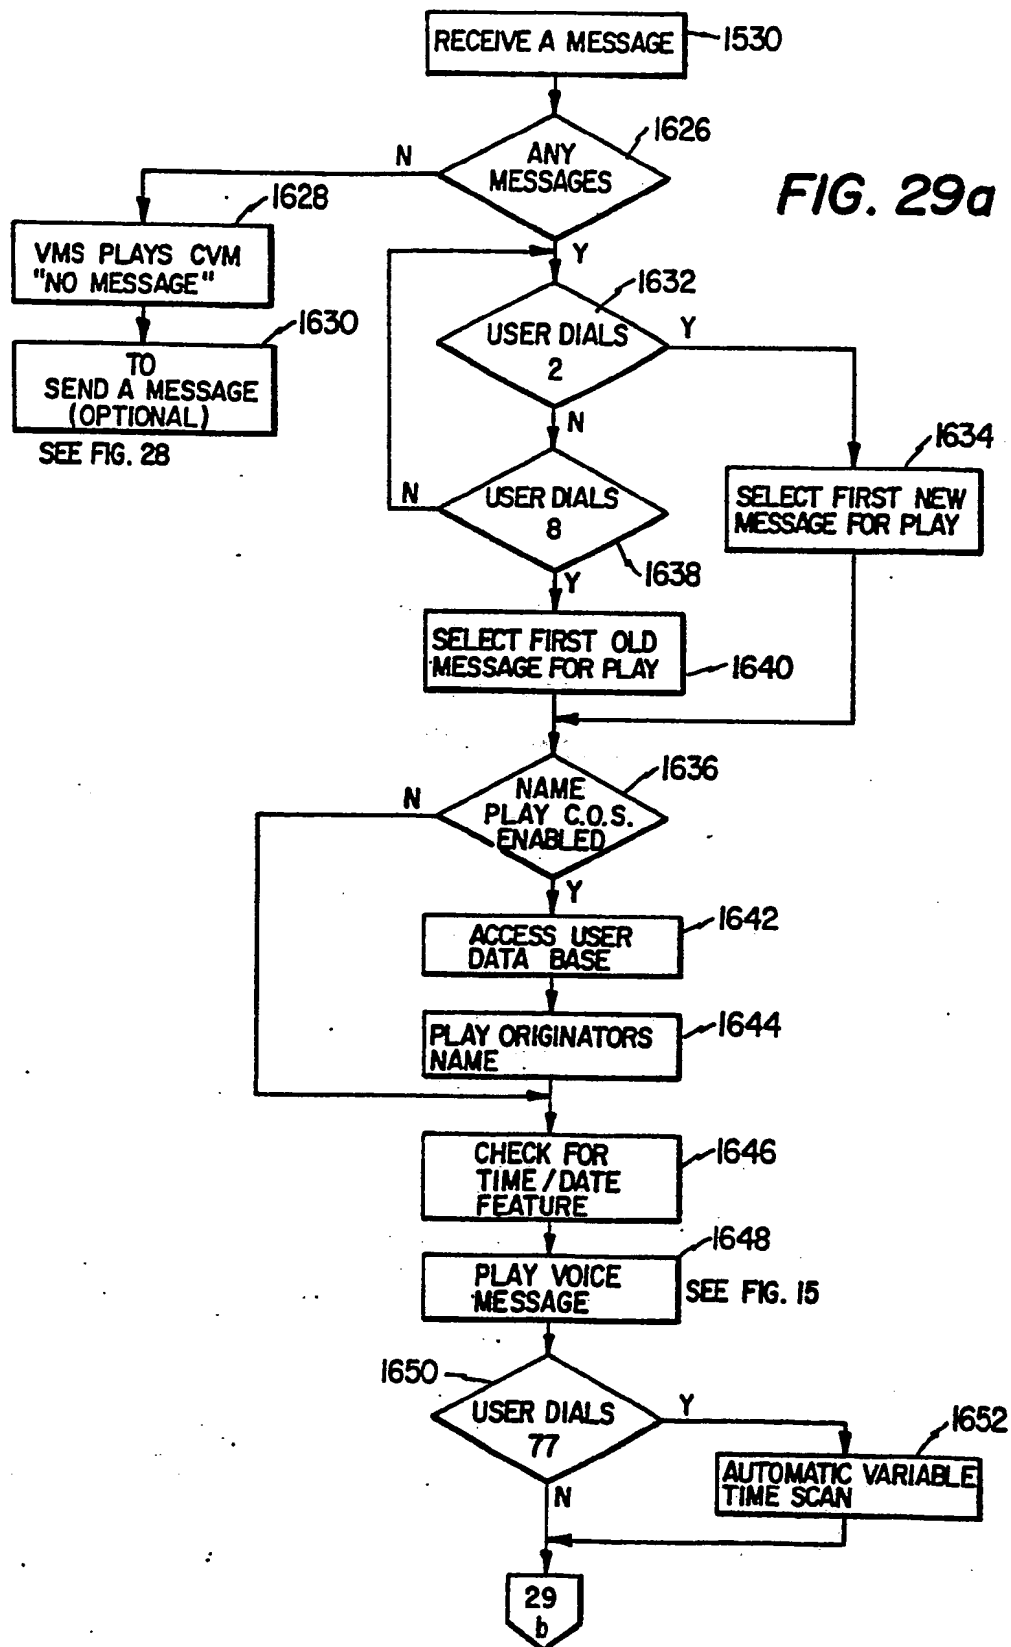 RECEIVE A MESSAGE
1530
ANY
MESSAGES
1626
N
Y
FIG. 29a
1628
VMS PLAYS CVM
"NO MESSAGE"
1630
TO
SEND A MESSAGE
(OPTIONAL)
SEE FIG. 28
1632
USER DIALS
2
Y
N
1634
SELECT FIRST NEW
MESSAGE FOR PLAY
USER DIALS
8
N
1638
Y
SELECT FIRST OLD
MESSAGE FOR PLAY
1640
1636
NAME
PLAY C.O.S.
ENABLED
N
Y
1642
ACCESS USER
DATA BASE
1644
PLAY ORIGINATORS
NAME
1646
CHECK FOR
TIME/DATE
FEATURE
1648
PLAY VOICE
MESSAGE
SEE FIG. 15
1650
USER DIALS
77
Y
N
1652
AUTOMATIC VARIABLE
TIME SCAN
29
b